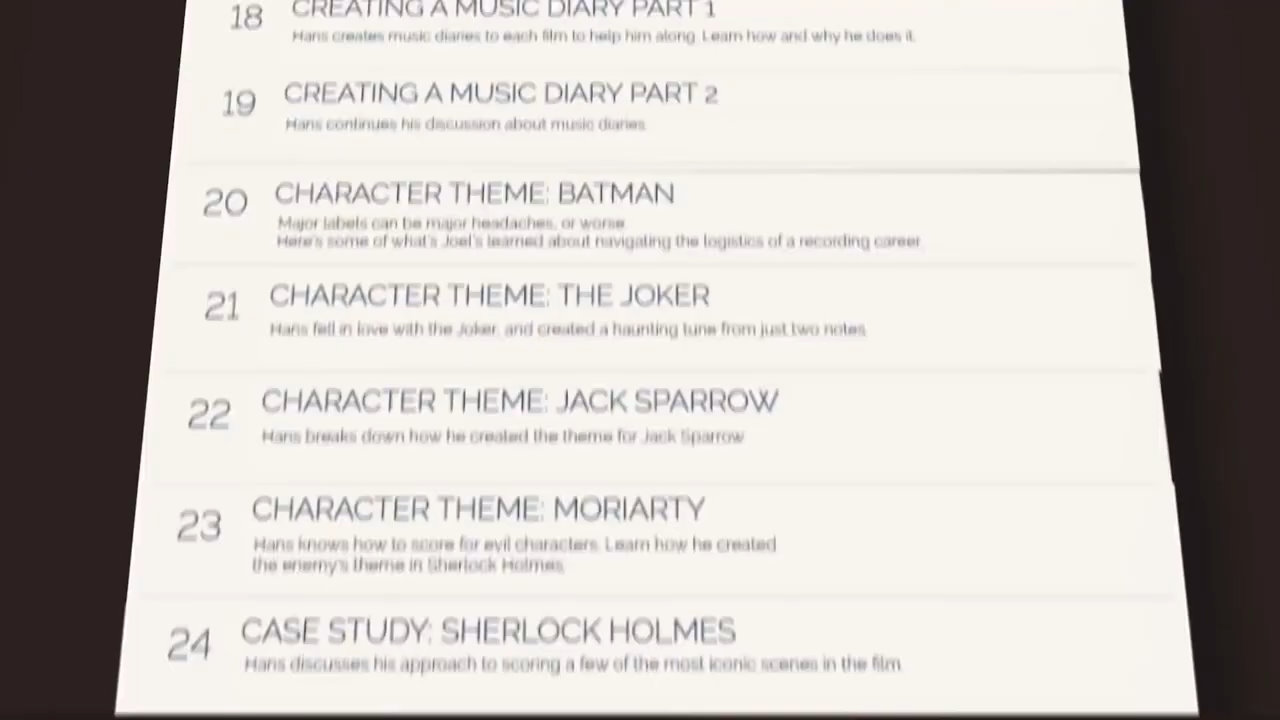 18
CREATING A MUSIC DIARY PART 1
Hans creates music diaries to each film to help him along. Learn how and why he does it.
19
CREATING A MUSIC DIARY PART 2
Hans continues his discussion about music diaries.
20
CHARACTER THEME: BATMAN
Major labels can be major headaches, or worse.
Here's some of what's Joel's learned about navigating the logistics of a recording career.
21
CHARACTER THEME: THE JOKER
Hans fell in love with the Joker, and created a haunting tune from just two notes.
22
CHARACTER THEME: JACK SPARROW
Hans breaks down how he created the theme for Jack Sparrow
23
CHARACTER THEME: MORIARTY
Hans knows how to score for evil characters. Learn how he created
the enemy's theme in Sherlock Holmes.
24
CASE STUDY: SHERLOCK HOLMES
Hans discusses his approach to scoring a few of the most iconic scenes in the film.